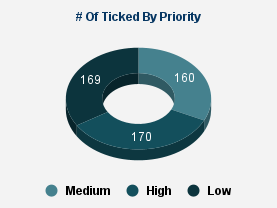 # Of Ticked By Priority
169 160
170
Medium High Low